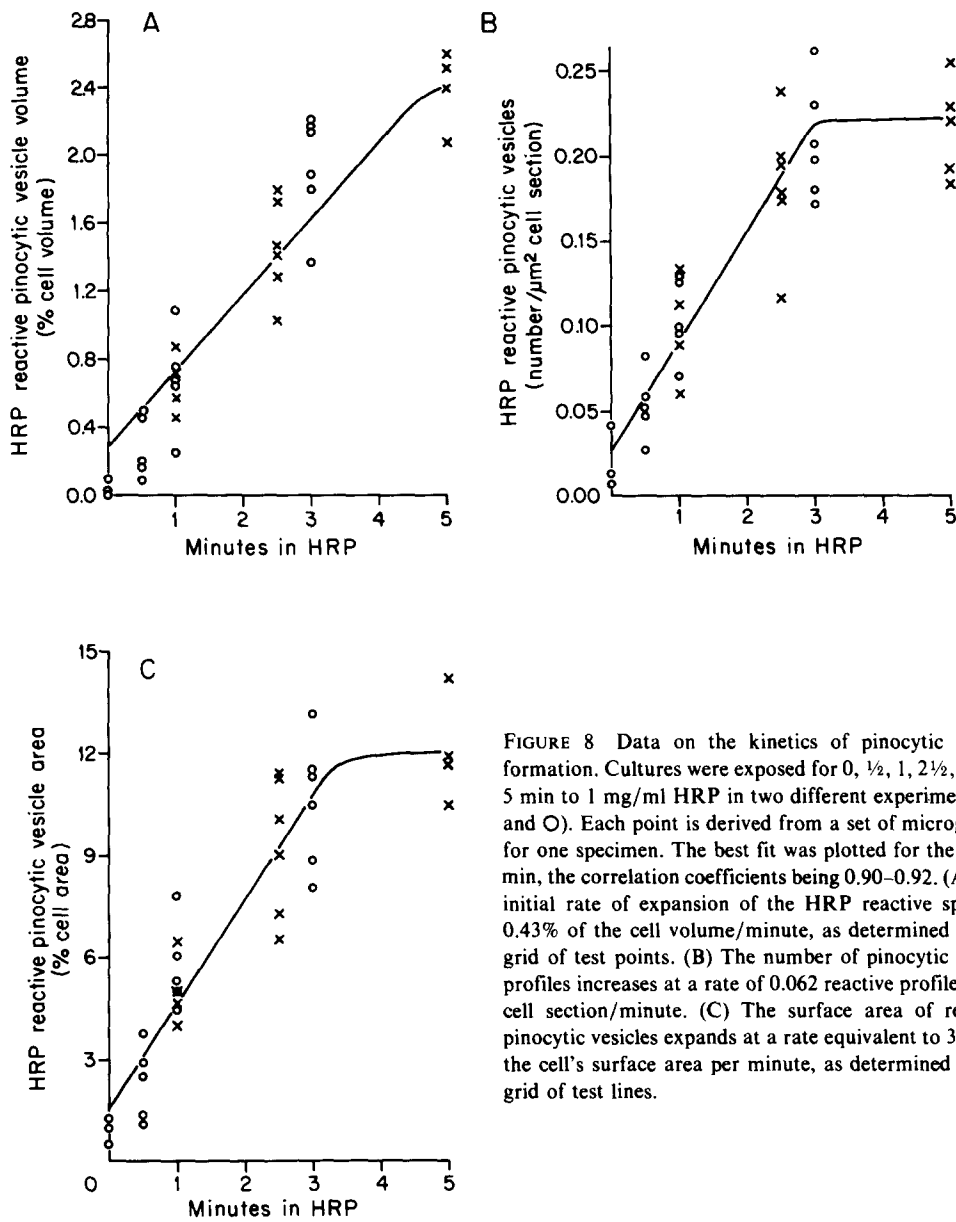 A
2.8
2.4
2.0
1.6
1.2
0.8
0.4
0.0
HRP reactive pinocytic vesicle volume
(% cell volume)
1 2 3 4 5
Minutes in HRP
B
0.25
0.20
0.15
0.10
0.05
0.00
HRP reactive pinocytic vesicles
(number/μm² cell section)
1 2 3 4 5
Minutes in HRP
C
15
12
9
6
3
HRP reactive pinocytic vesicle area
(% cell area)
0 1 2 3 4 5
Minutes in HRP
FIGURE 8 Data on the kinetics of pinocytic
formation. Cultures were exposed for 0, ½, 1, 2½,
5 min to 1 mg/ml HRP in two different experime
and O). Each point is derived from a set of microg
for one specimen. The best fit was plotted for the
min, the correlation coefficients being 0.90–0.92. (A
initial rate of expansion of the HRP reactive sp
0.43% of the cell volume/minute, as determined
grid of test points. (B) The number of pinocytic
profiles increases at a rate of 0.062 reactive profile
cell section/minute. (C) The surface area of re
pinocytic vesicles expands at a rate equivalent to 3
the cell's surface area per minute, as determined
grid of test lines.